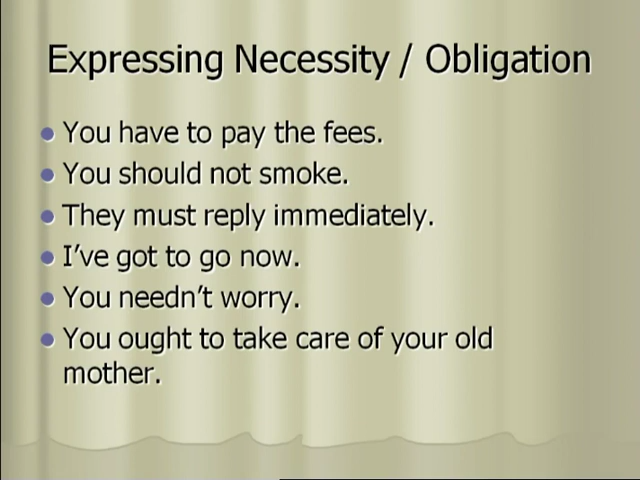 Expressing Necessity / Obligation
You have to pay the fees.
You should not smoke.
They must reply immediately.
I've got to go now.
You needn't worry.
You ought to take care of your old
mother.